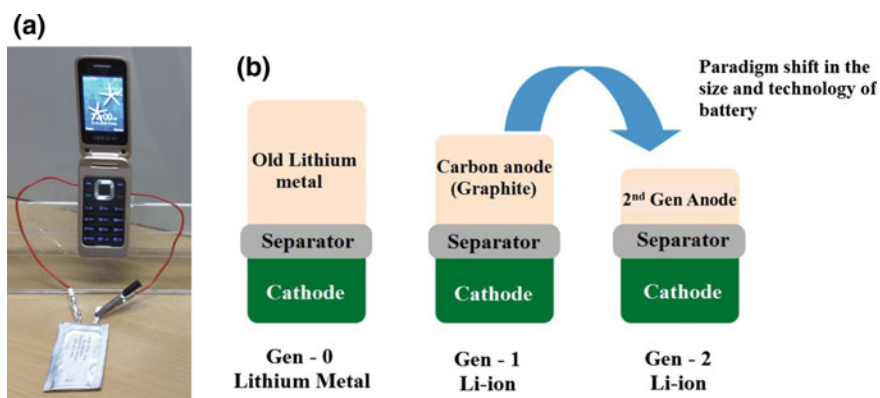 (a)
(b)
Paradigm shift in the
size and technology of
battery
Old Lithium
metal
Carbon anode
(Graphite)
2nd Gen Anode
Separator
Separator
Separator
Cathode
Cathode
Cathode
Gen - 0
Lithium Metal
Gen - 1
Li-ion
Gen - 2
Li-ion